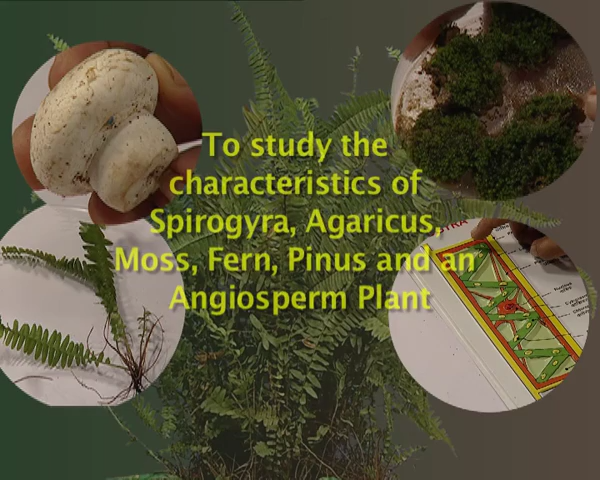 To study the
characteristics of
Spirogyra, Agaricus,
Moss, Fern, Pinus and an
Angiosperm Plant